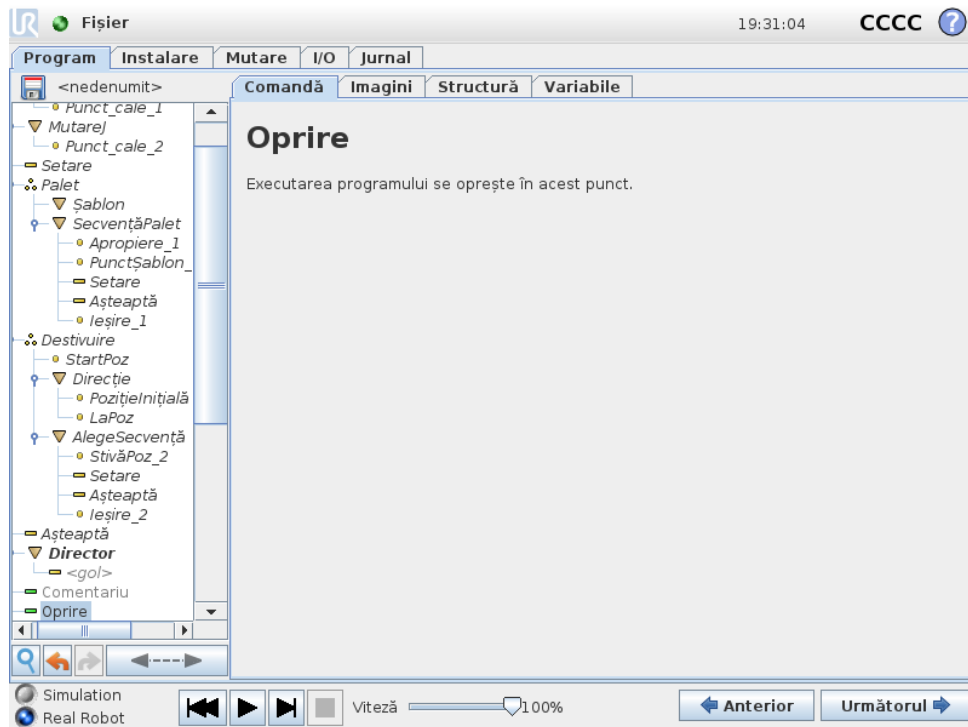 UR Fișier 19:31:04 CCCC ?
Program Instalare Mutare I/O Jurnal
<nedenumit>
Comandă Imagini Structură Variabile
Punct_cale_1
MutareJ
Punct_cale_2
Setare
Palet
Șablon
SecvențăPalet
Apropiere_1
PunctȘablon_
Setare
Așteaptă
Ieșire_1
Destivuire
StartPoz
Direcție
PozițieInițială
LaPoz
AlegeSecvență
StivăPoz_2
Setare
Așteaptă
Ieșire_2
Așteaptă
Director
<gol>
Comentariu
Oprire
Oprire
Executarea programului se oprește în acest punct.
Simulation
Real Robot
Viteză 100%
Anterior Următorul